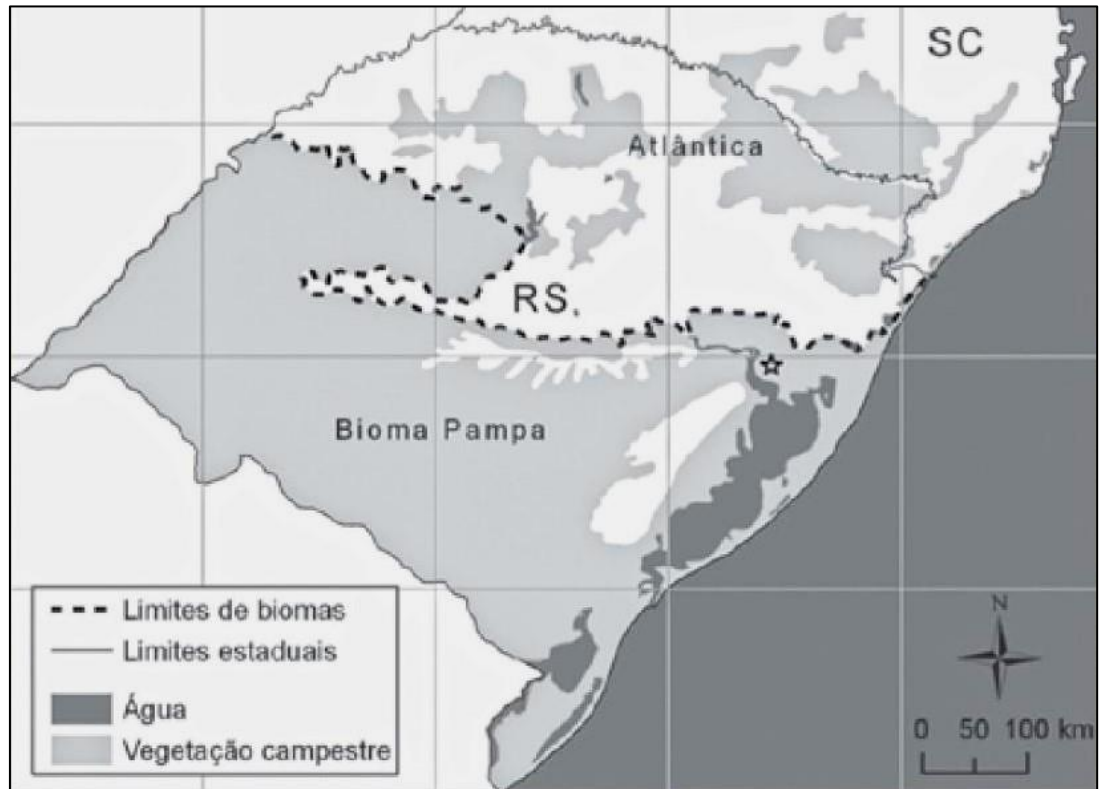 SC
Atlântica
RS.
Bioma Pampa
Limites de biomas
Limites estaduais
Água
Vegetação campestre
N
0 50 100 km